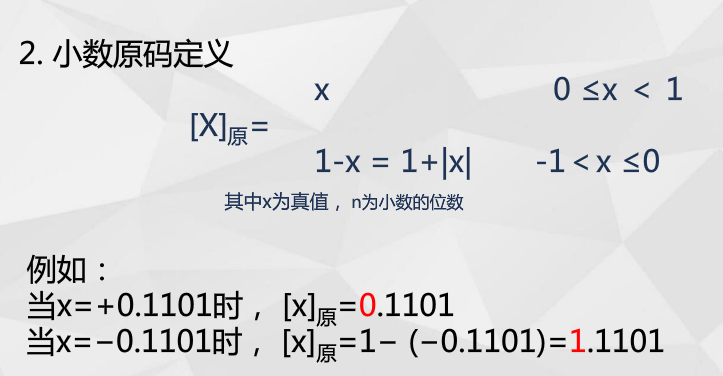 2. 小数原码定义
x 0 ≤x < 1
[X]原=
1-x = 1+|x| -1<x ≤0
其中x为真值，n为小数的位数
例如：
当x=+0.1101时，[x]原=0.1101
当x=−0.1101时，[x]原=1− (−0.1101)=1.1101